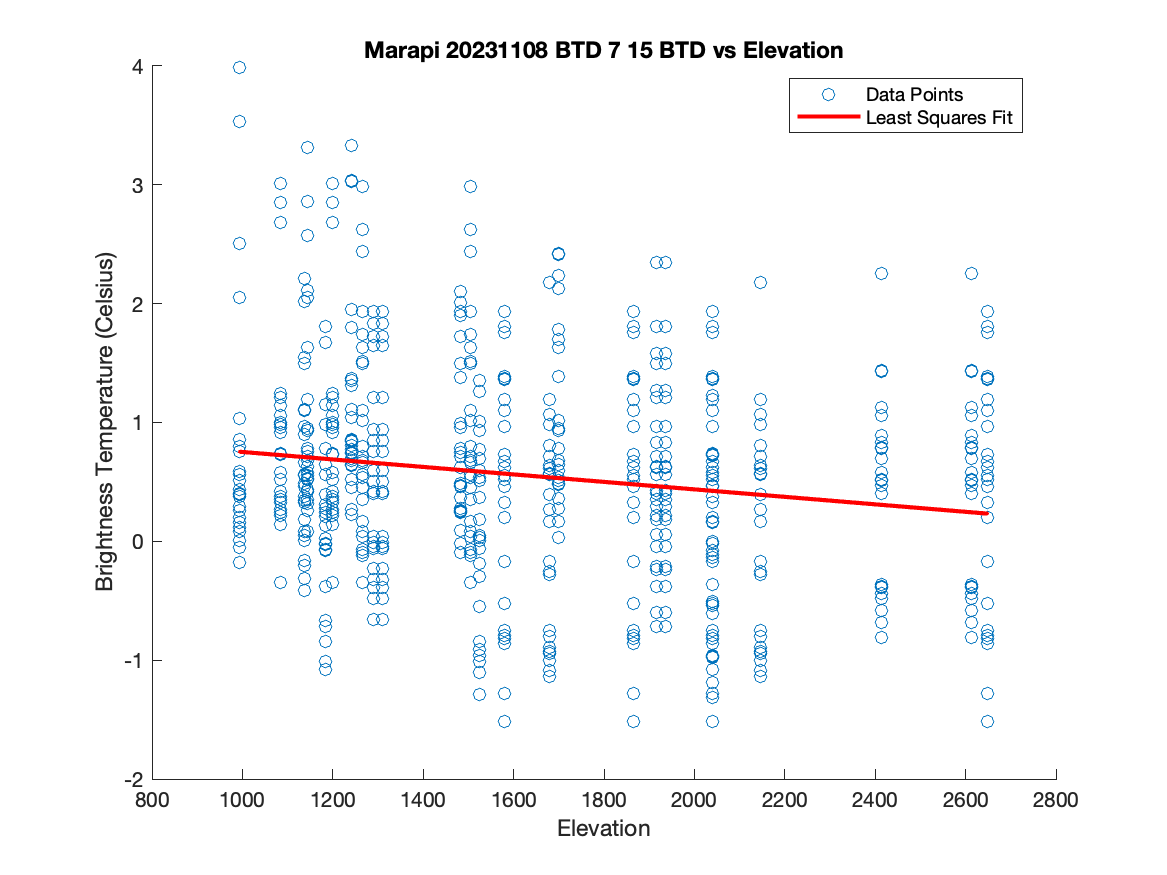 Marapi 20231108 BTD 7 15 BTD vs Elevation
Data Points
Least Squares Fit
4
3
2
1
0
-1
-2
Brightness Temperature (Celsius)
800 1000 1200 1400 1600 1800 2000 2200 2400 2600 2800
Elevation